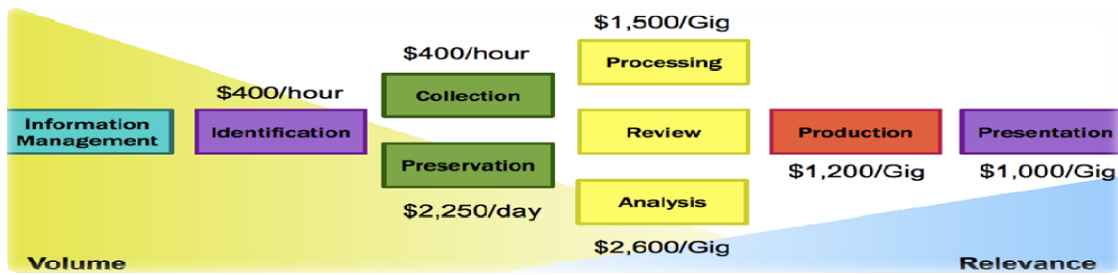 $1,500/Gig
$400/hour
Processing
$400/hour
Collection
Information
Management
Identification
Review
Production
Presentation
Preservation
$1,200/Gig
$1,000/Gig
Analysis
$2,250/day
$2,600/Gig
Volume
Relevance